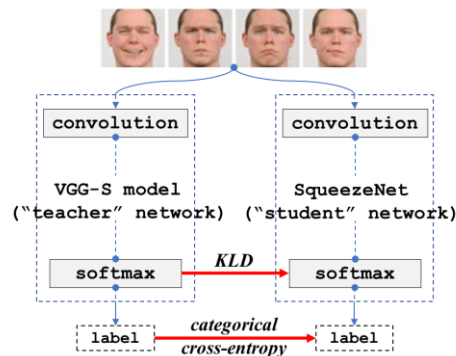 convolution
convolution
VGG-S model
("teacher" network)
SqueezeNet
("student" network)
softmax
KLD
softmax
label
categorical
cross-entropy
label